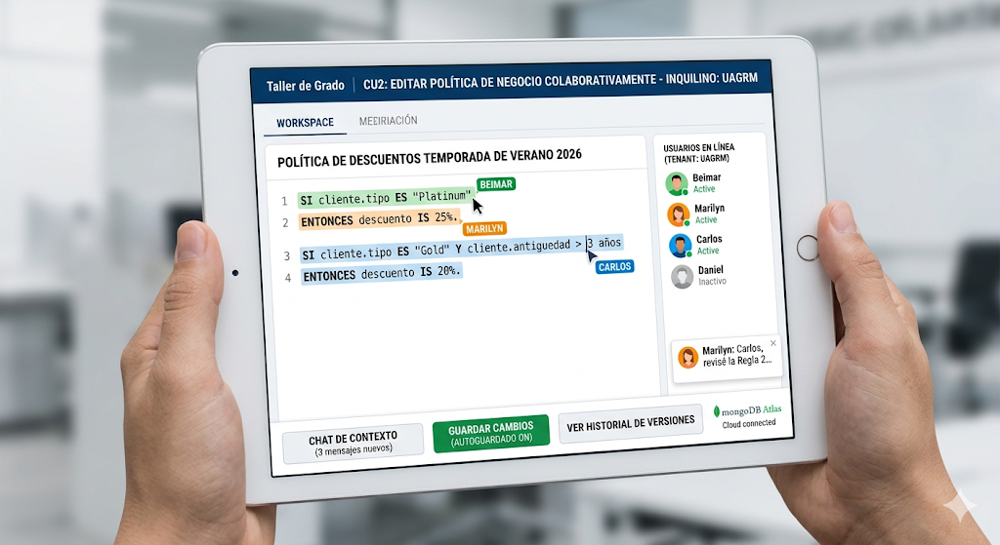 Taller de Grado | CU2: EDITAR POLÍTICA DE NEGOCIO COLABORATIVAMENTE - INQUILINO: UAGRM
WORKSPACE
MEEIRIACIÓN
POLÍTICA DE DESCUENTOS TEMPORADA DE VERANO 2026
1 SI cliente.tipo ES "Platinum"
BEIMAR
2 ENTONCES descuento IS 25%.
MARILYN
3 SI cliente.tipo ES "Gold" Y cliente.antiguedad > 3 años
CARLOS
4 ENTONCES descuento IS 20%.
USUARIOS EN LÍNEA
(TENANT: UAGRM)
Beimar
Active
Marilyn
Active
Carlos
Active
Daniel
Inactivo
Marilyn: Carlos,
revisé la Regla 2...
CHAT DE CONTEXTO
(3 mensajes nuevos)
GUARDAR CAMBIOS
(AUTOGUARDADO ON)
VER HISTORIAL DE VERSIONES
mongoDB Atlas
Cloud connected